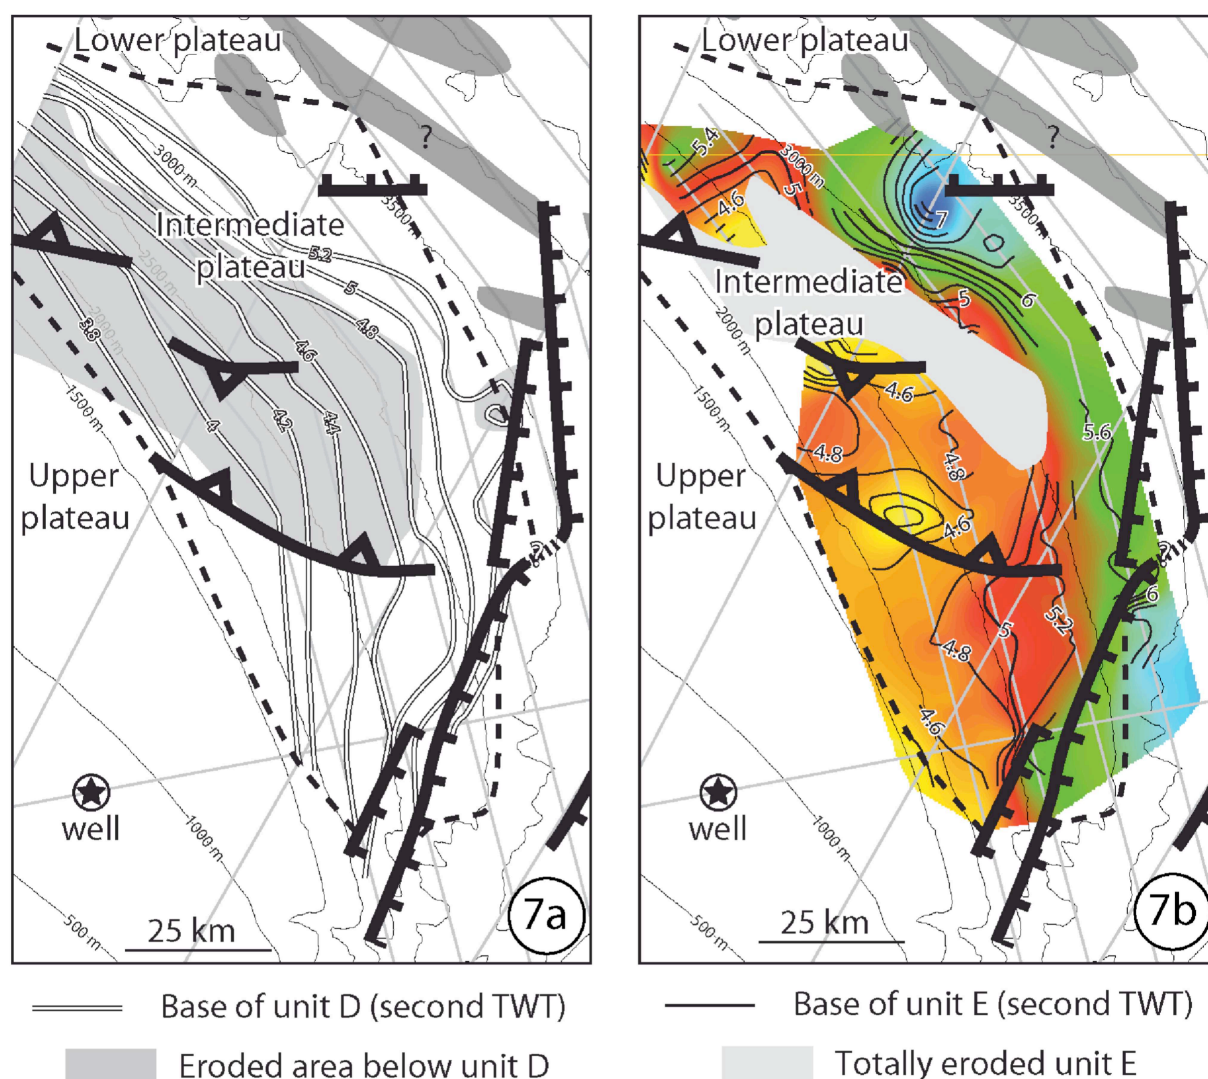 Lower plateau
?
3000 m
3500 m
Intermediate
plateau
2500 m
5.2
5
4.8
3.8
2000 m
4.6
1500 m
4
4.2
4.4
Upper
plateau
?
well
1000 m
500 m
25 km
7a
Lower plateau
?
5.4
3000 m
5
4.6
7
3500 m
Intermediate
plateau
5
6
2000 m
4.6
1500 m
5.6
4.8
4.8
Upper
plateau
4.6
?
6
5
5.2
4.8
4.6
well
1000 m
500 m
25 km
7b
Base of unit D (second TWT)
Eroded area below unit D
Base of unit E (second TWT)
Totally eroded unit E